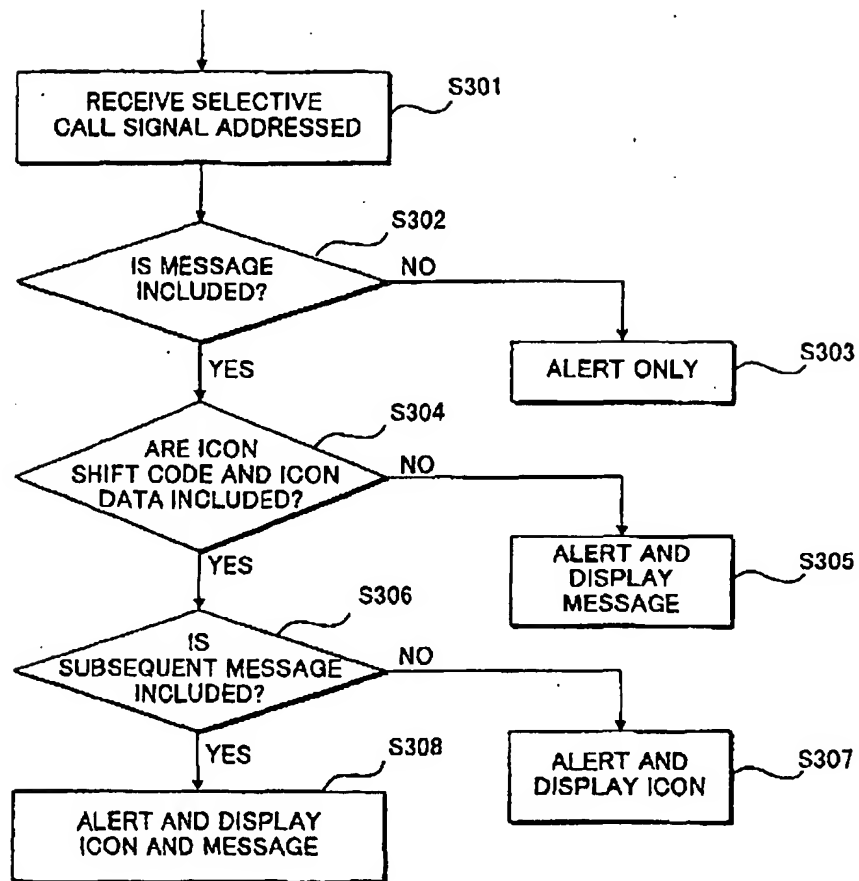 RECEIVE SELECTIVE
CALL SIGNAL ADDRESSED
S301
S302
IS MESSAGE
INCLUDED?
NO
YES
ALERT ONLY
S303
S304
ARE ICON
SHIFT CODE AND ICON
DATA INCLUDED?
NO
YES
ALERT AND
DISPLAY
MESSAGE
S305
S306
IS
SUBSEQUENT MESSAGE
INCLUDED?
NO
YES
ALERT AND
DISPLAY ICON
S307
S308
ALERT AND DISPLAY
ICON AND MESSAGE